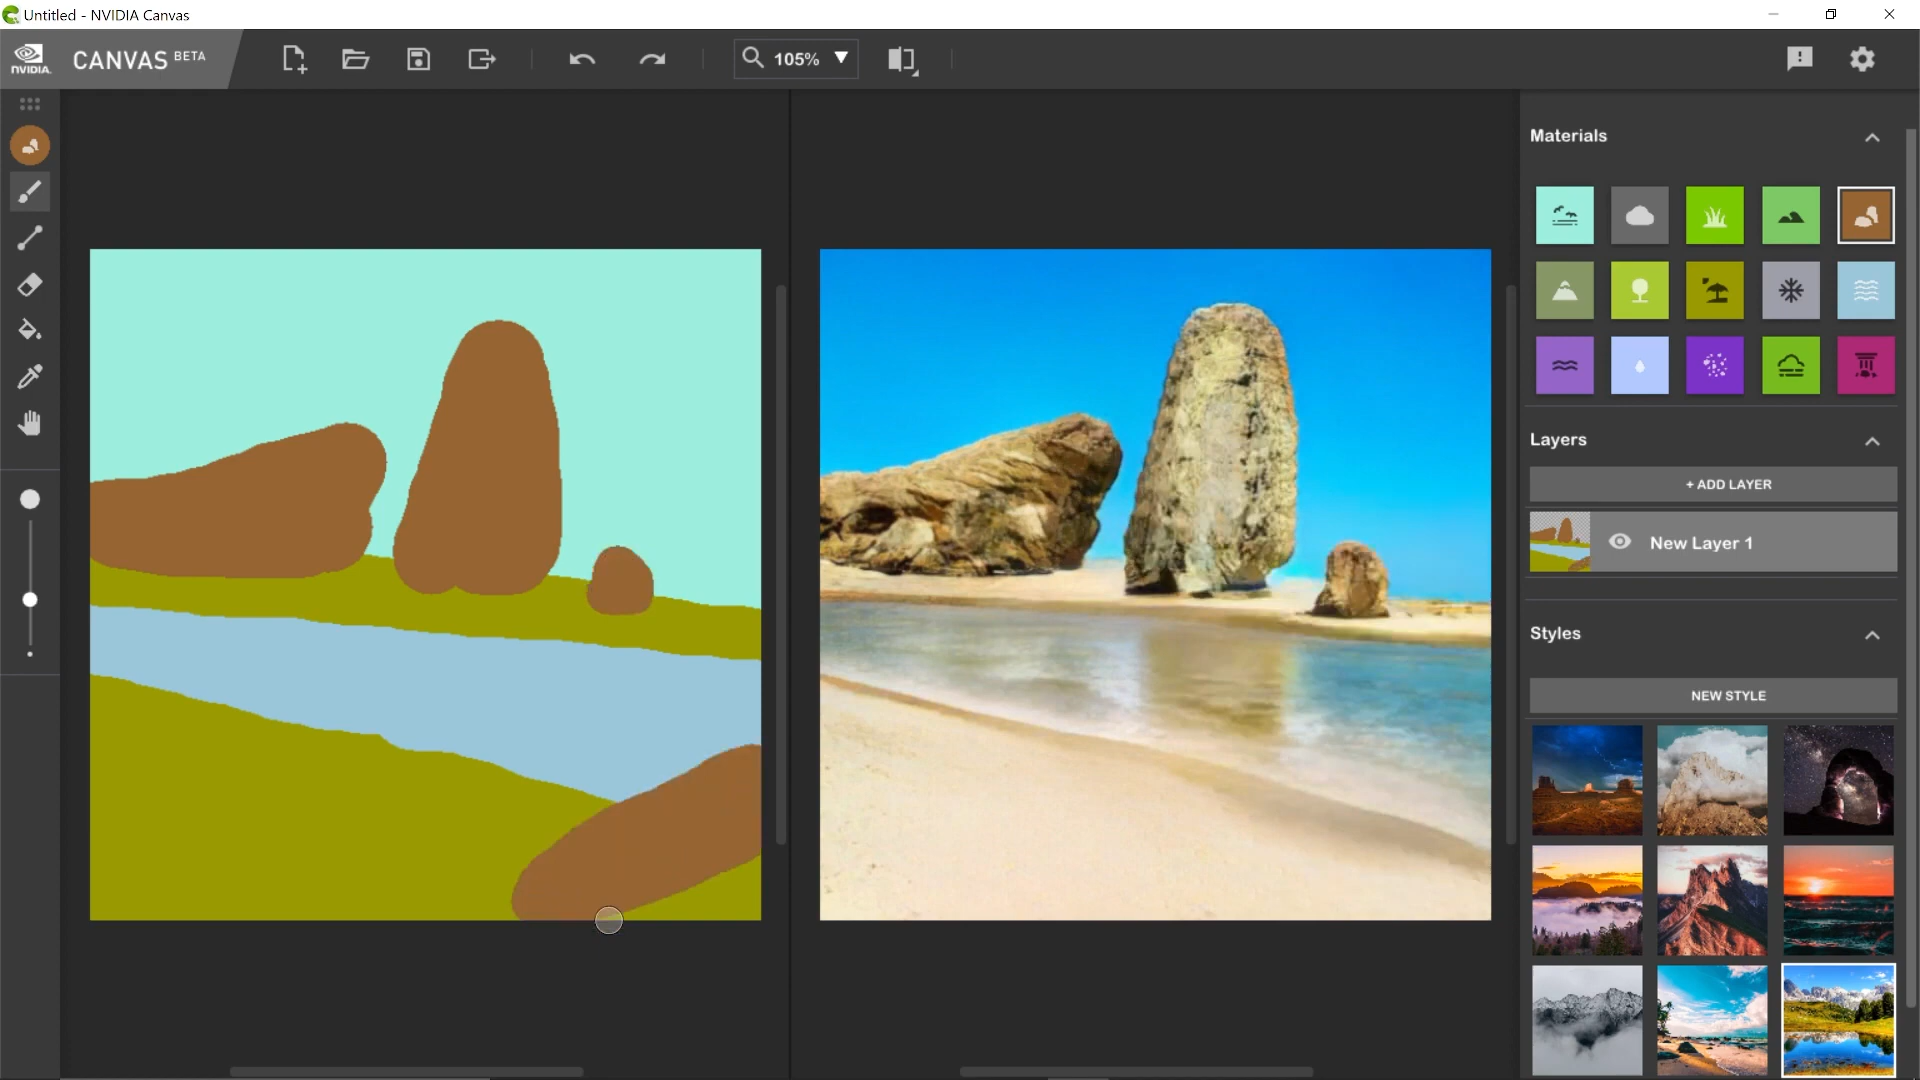 Untitled - NVIDIA Canvas
NVIDIA. CANVAS BETA
105%
Materials
Layers
+ ADD LAYER
New Layer 1
Styles
NEW STYLE